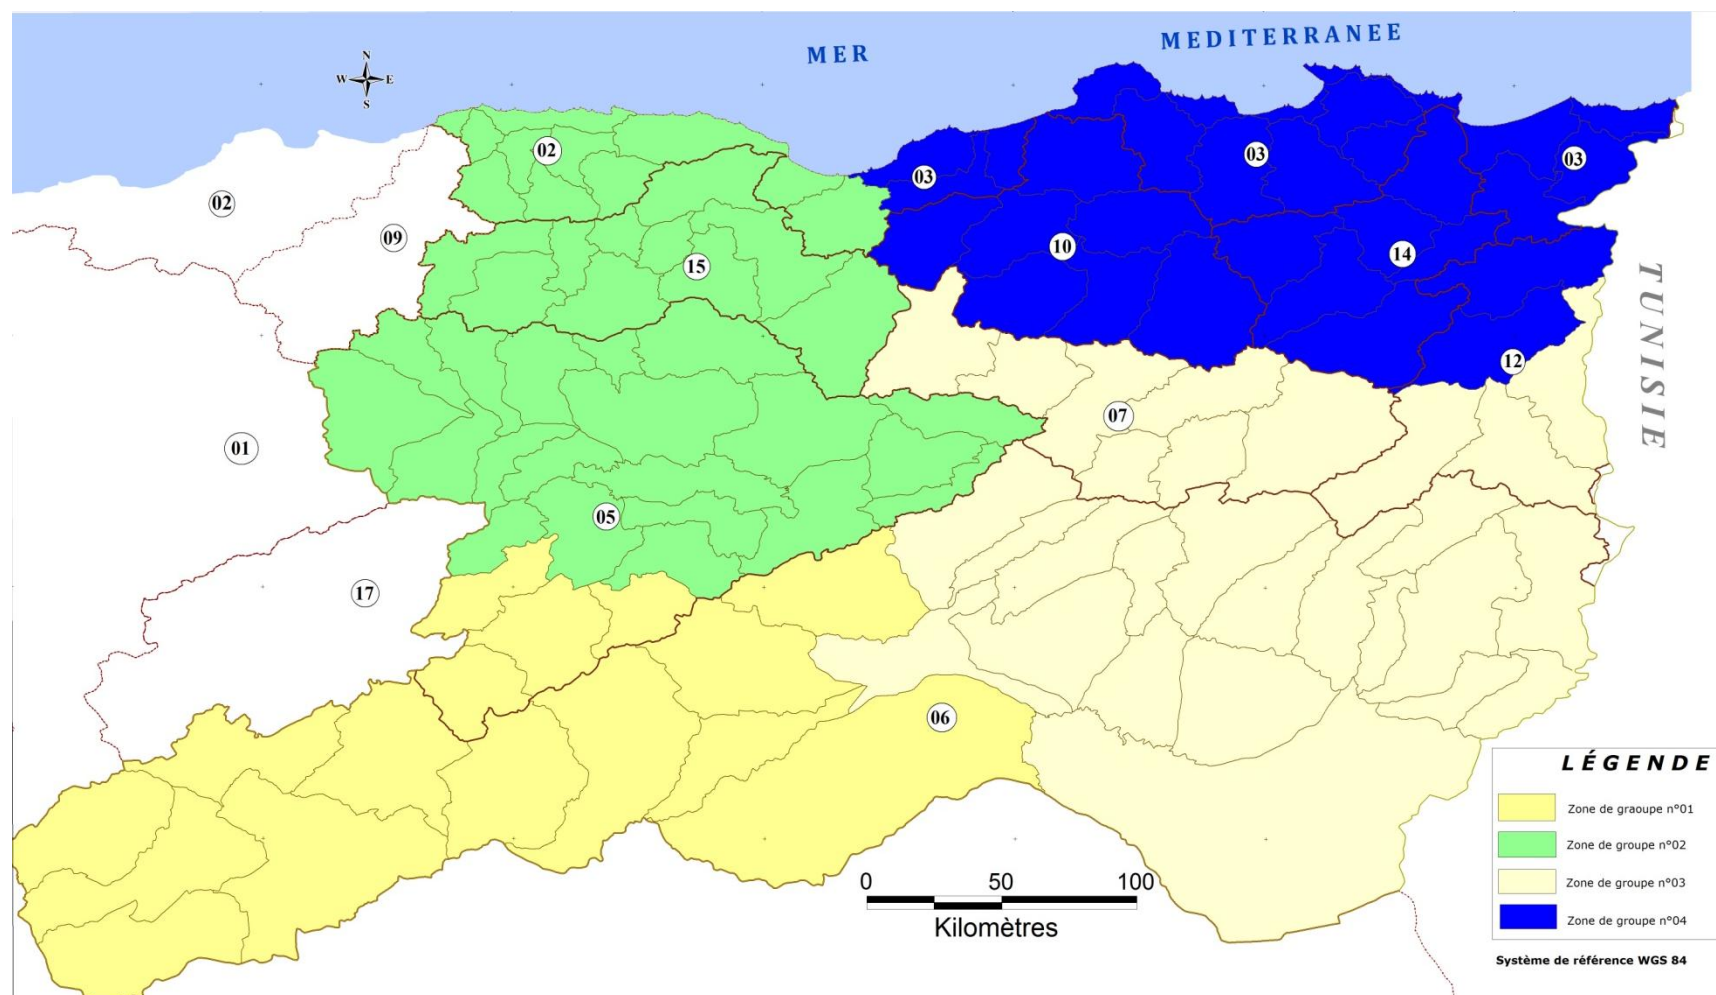 MER
MEDITERRANEE
N
W E
S
02
03
03
03
02
09
10
14
15
TUNISIE
12
07
01
05
17
06
LÉGENDE
Zone de graoupe n°01
Zone de groupe n°02
Zone de groupe n°03
Zone de groupe n°04
0 50 100
Kilomètres
Système de référence WGS 84